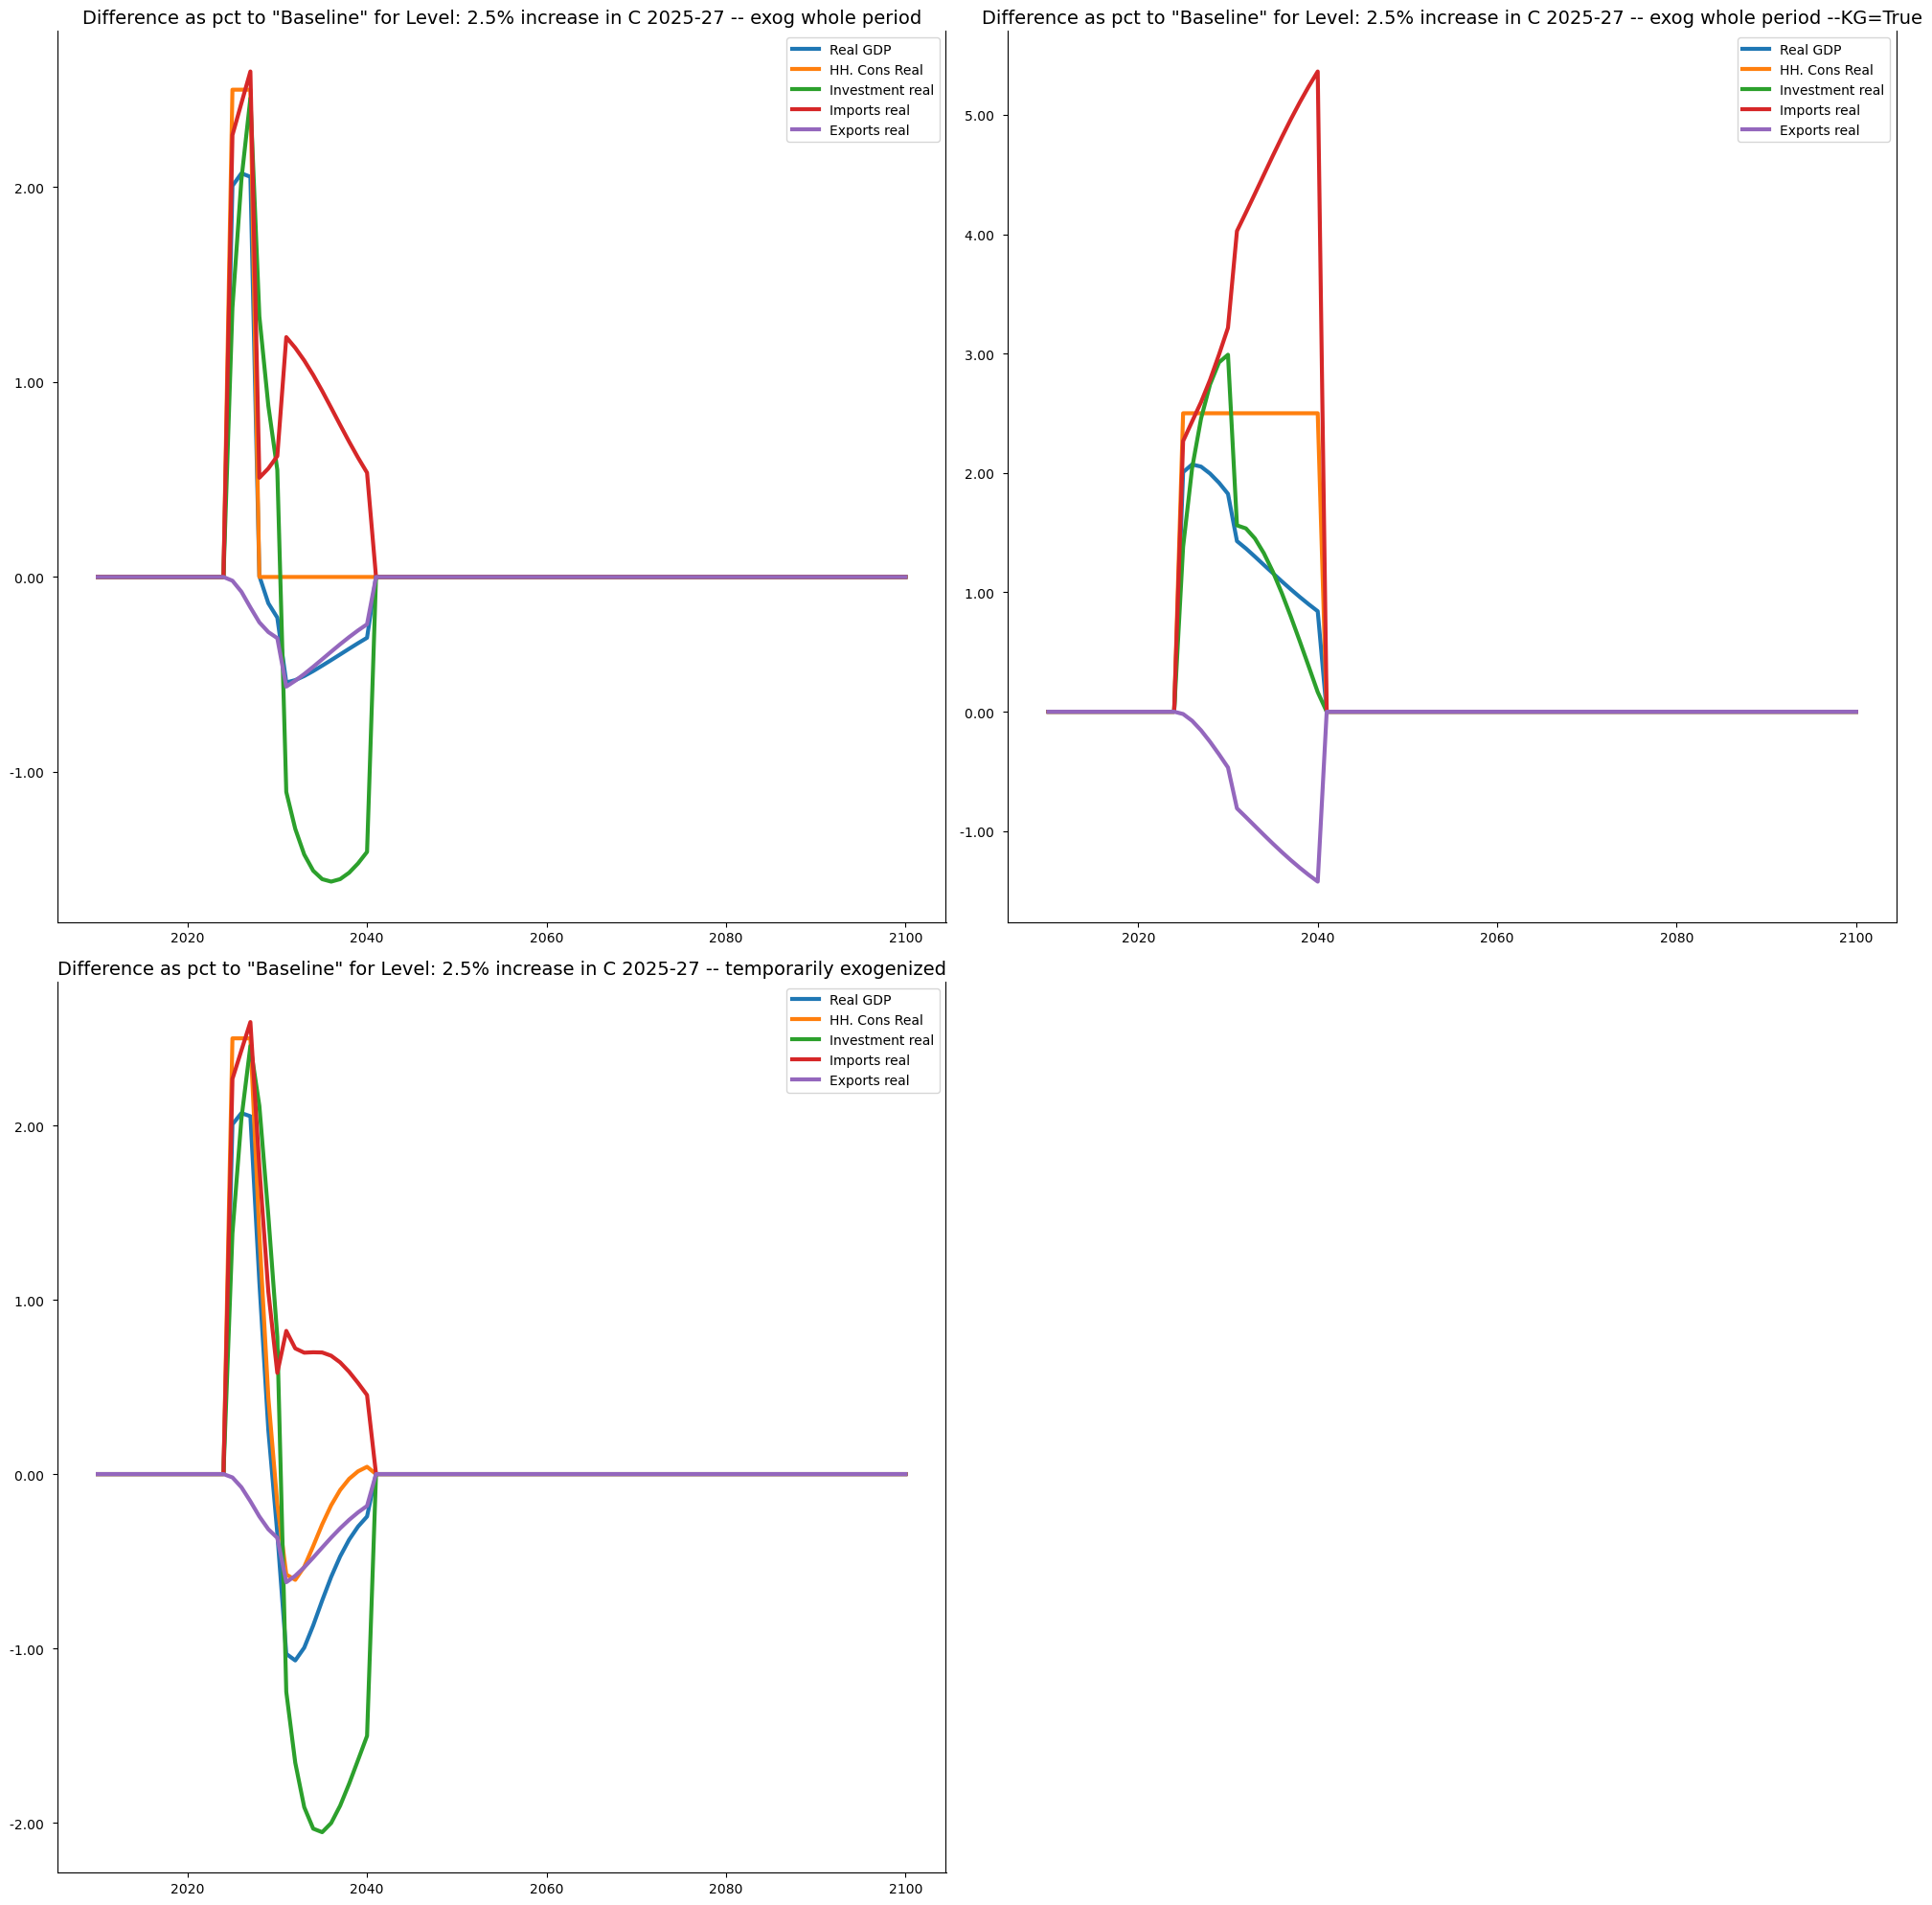 Difference as pct to "Baseline" for Level: 2.5% increase in C 2025-27 -- exog whole period
Real GDP
HH. Cons Real
Investment real
Imports real
Exports real
2.00
1.00
0.00
-1.00
2020 2040 2060 2080 2100
Difference as pct to "Baseline" for Level: 2.5% increase in C 2025-27 -- exog whole period --KG=True
Real GDP
HH. Cons Real
Investment real
Imports real
Exports real
5.00
4.00
3.00
2.00
1.00
0.00
-1.00
2020 2040 2060 2080 2100
Difference as pct to "Baseline" for Level: 2.5% increase in C 2025-27 -- temporarily exogenized
Real GDP
HH. Cons Real
Investment real
Imports real
Exports real
2.00
1.00
0.00
-1.00
-2.00
2020 2040 2060 2080 2100